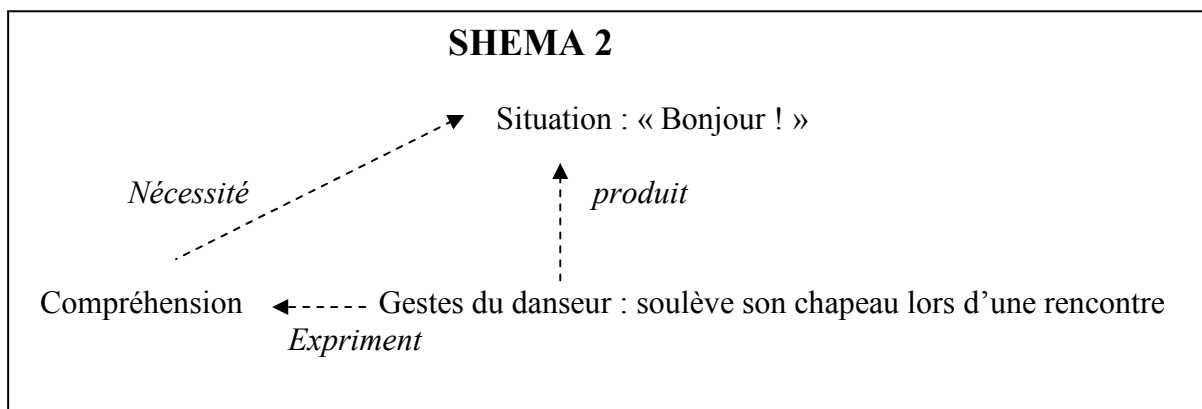 SHEMA 2
Situation : « Bonjour ! »
Nécessité
produit
Compréhension
Gestes du danseur : soulève son chapeau lors d’une rencontre
Expriment